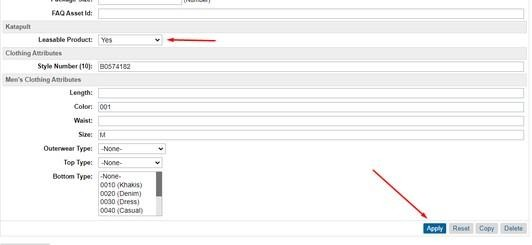 Package Size: (Number)
FAQ Asset Id:
Katapult
Leasable Product: Yes
Clothing Attributes
Style Number (10): B0574182
Men's Clothing Attributes
Length:
Color: 001
Waist:
Size: M
Outerwear Type: -None-
Top Type: -None-
Bottom Type: -None-
0010 (Khakis)
0020 (Denim)
0030 (Dress)
0040 (Casual)
Apply Reset Copy Delete